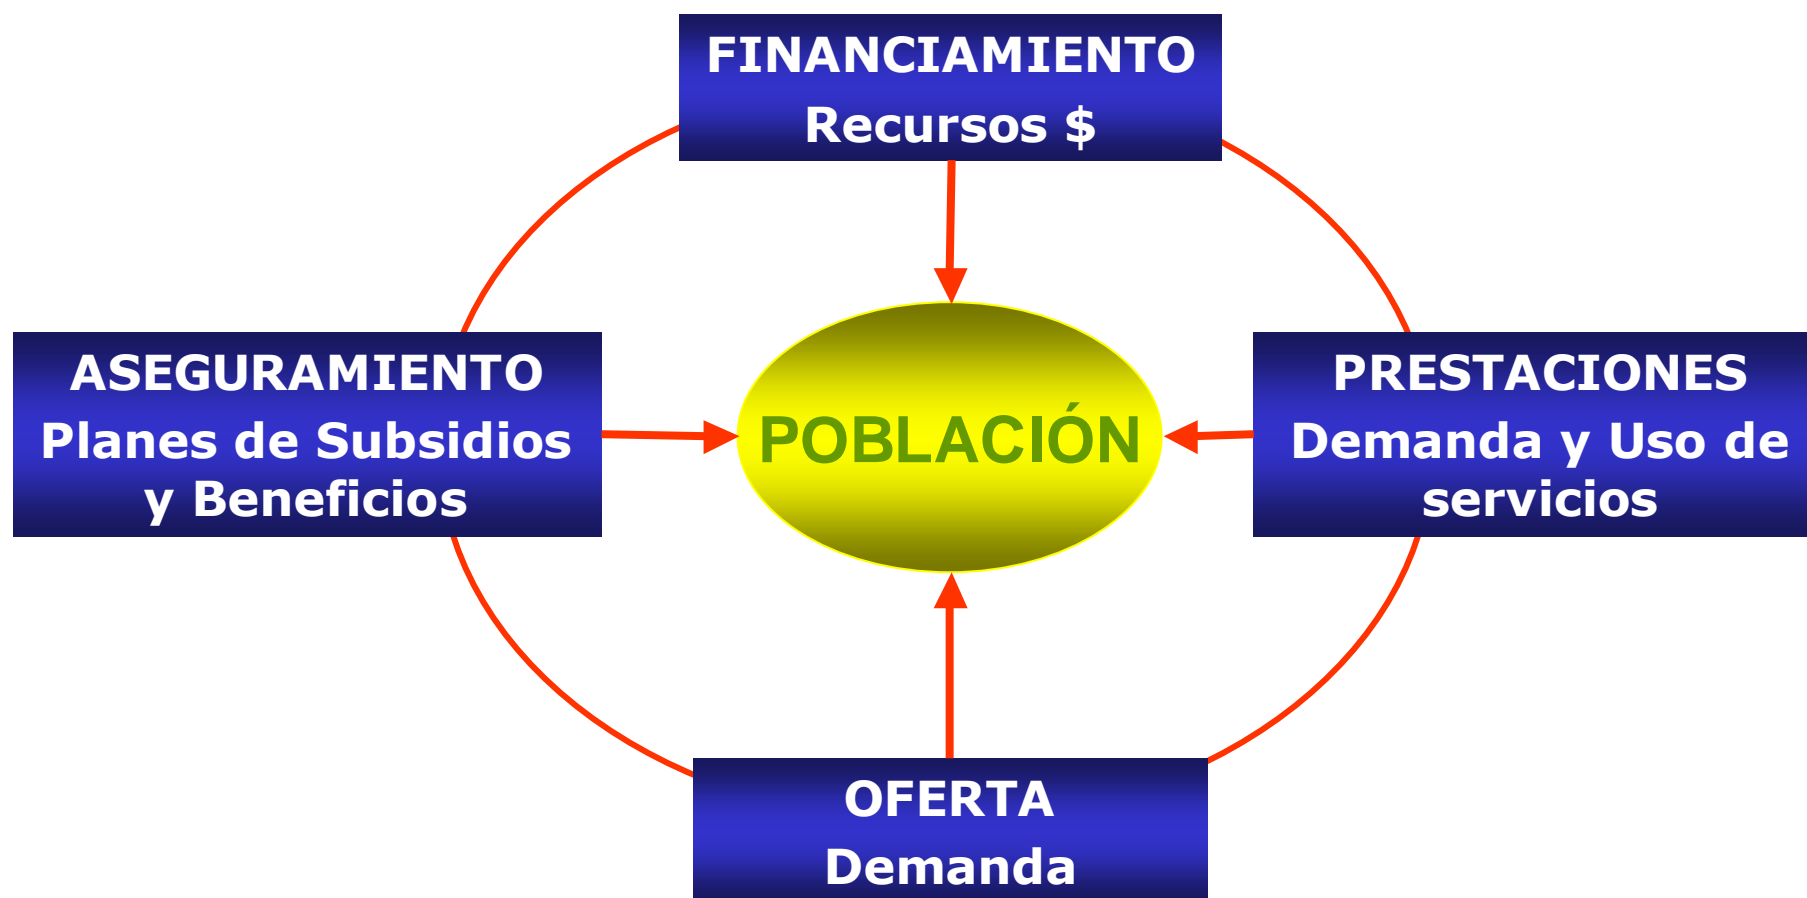 FINANCIAMIENTO
Recursos $
ASEGURAMIENTO
Planes de Subsidios
y Beneficios
POBLACIÓN
PRESTACIONES
Demanda y Uso de
servicios
OFERTA
Demanda